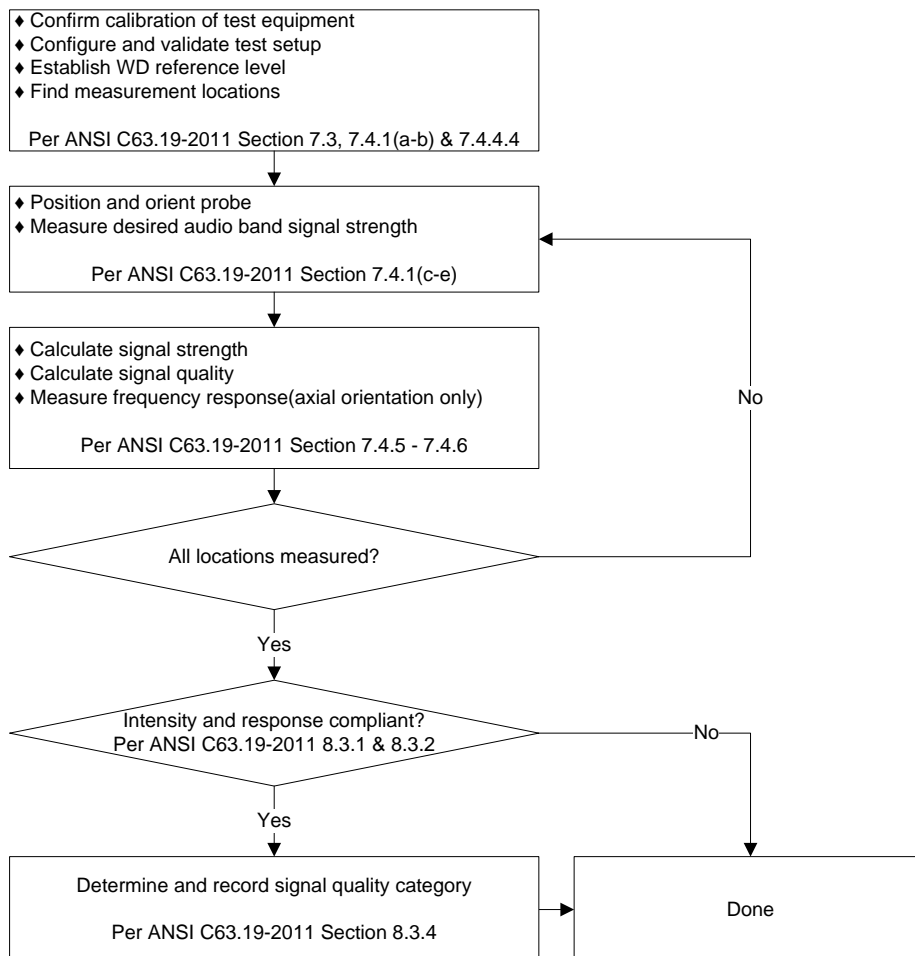 ♦ Confirm calibration of test equipment
♦ Configure and validate test setup
♦ Establish WD reference level
♦ Find measurement locations
Per ANSI C63.19-2011 Section 7.3, 7.4.1(a-b) & 7.4.4.4
♦ Position and orient probe
♦ Measure desired audio band signal strength
Per ANSI C63.19-2011 Section 7.4.1(c-e)
♦ Calculate signal strength
♦ Calculate signal quality
♦ Measure frequency response(axial orientation only)
Per ANSI C63.19-2011 Section 7.4.5 - 7.4.6
No
All locations measured?
Yes
Intensity and response compliant?
Per ANSI C63.19-2011 8.3.1 & 8.3.2
No
Yes
Determine and record signal quality category
Per ANSI C63.19-2011 Section 8.3.4
Done